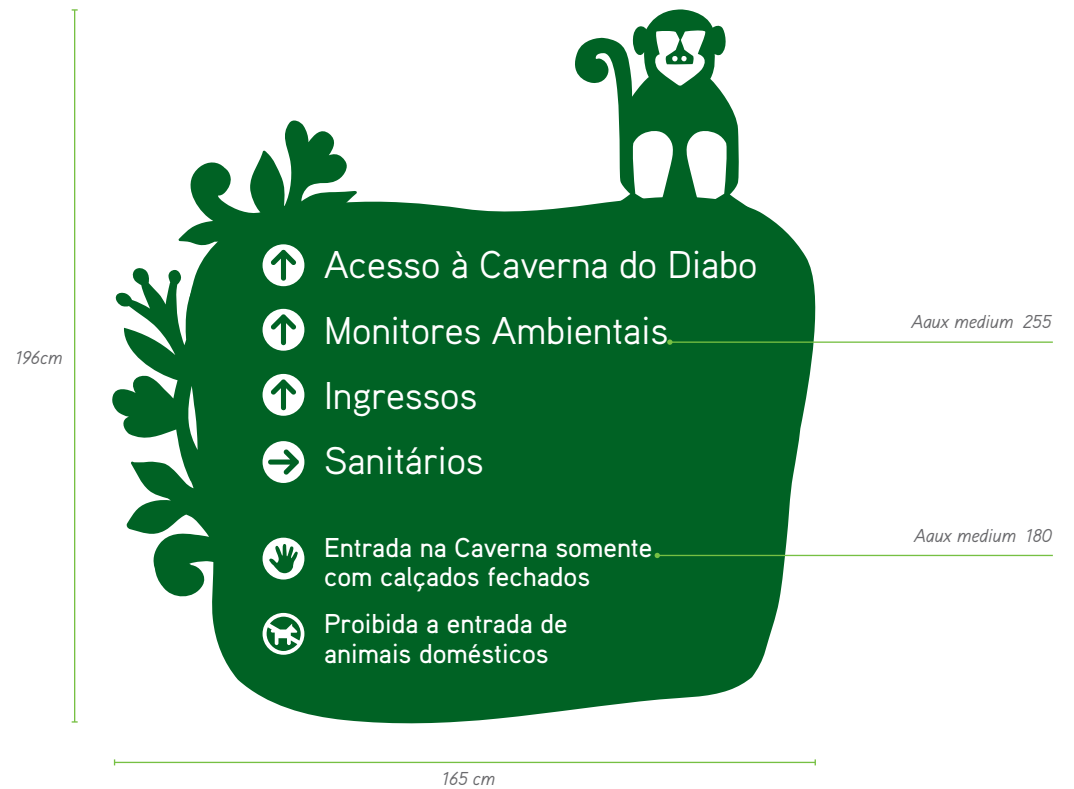 Acesso à Caverna do Diabo
Monitores Ambientais
Aaux medium 255
196cm
Ingressos
Sanitários
Entrada na Caverna somente
com calçados fechados
Aaux medium 180
Proibida a entrada de
animais domésticos
165 cm